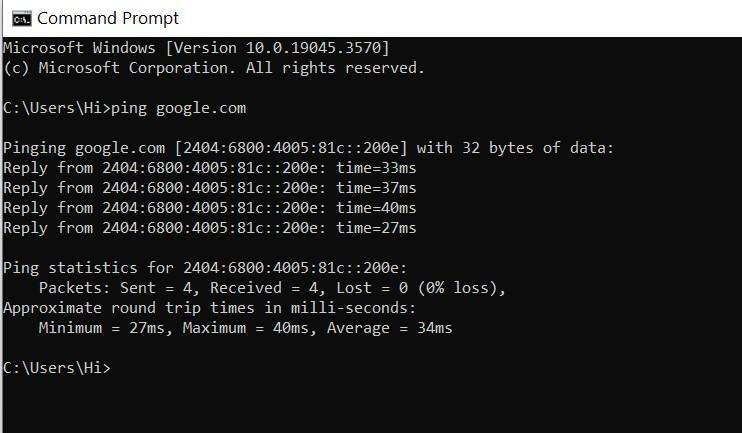 Command Prompt
Microsoft Windows [Version 10.0.19045.3570]
(c) Microsoft Corporation. All rights reserved.
C:\Users\Hi>ping google.com
Pinging google.com [2404:6800:4005:81c::200e] with 32 bytes of data:
Reply from 2404:6800:4005:81c::200e: time=33ms
Reply from 2404:6800:4005:81c::200e: time=37ms
Reply from 2404:6800:4005:81c::200e: time=40ms
Reply from 2404:6800:4005:81c::200e: time=27ms
Ping statistics for 2404:6800:4005:81c::200e:
    Packets: Sent = 4, Received = 4, Lost = 0 (0% loss),
Approximate round trip times in milli-seconds:
    Minimum = 27ms, Maximum = 40ms, Average = 34ms
C:\Users\Hi>